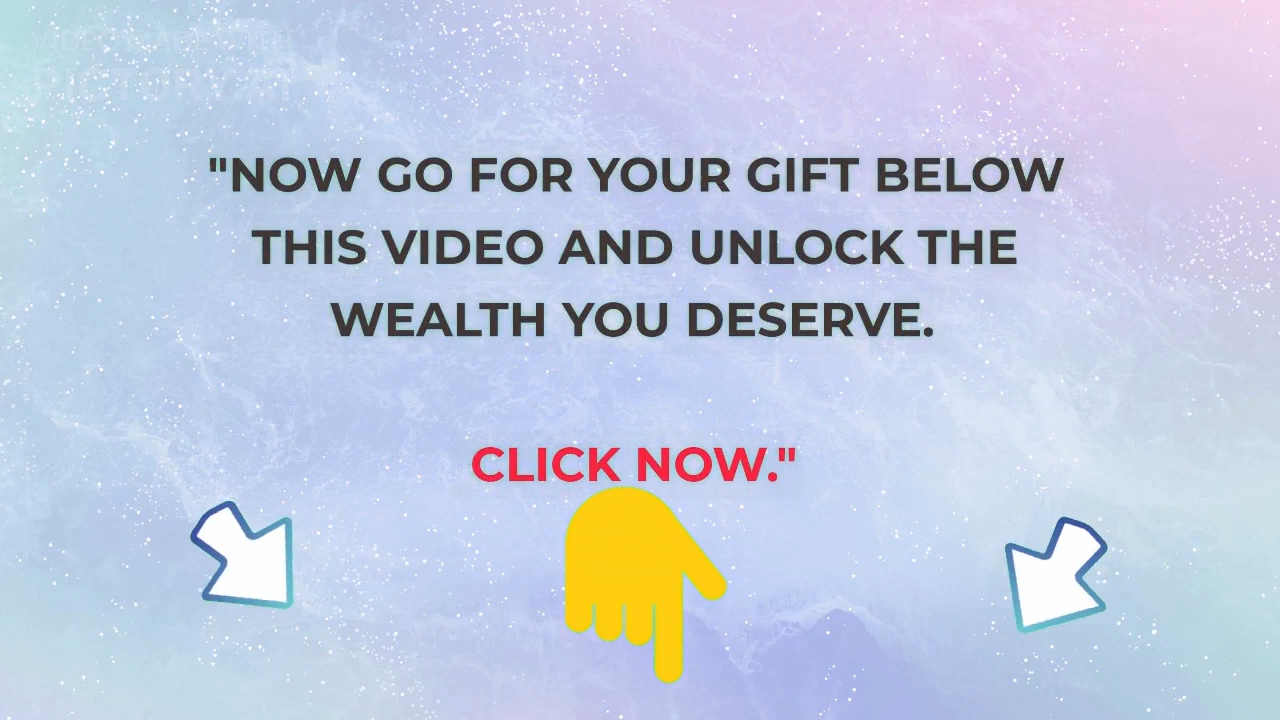 "NOW GO FOR YOUR GIFT BELOW
THIS VIDEO AND UNLOCK THE
WEALTH YOU DESERVE.
CLICK NOW."